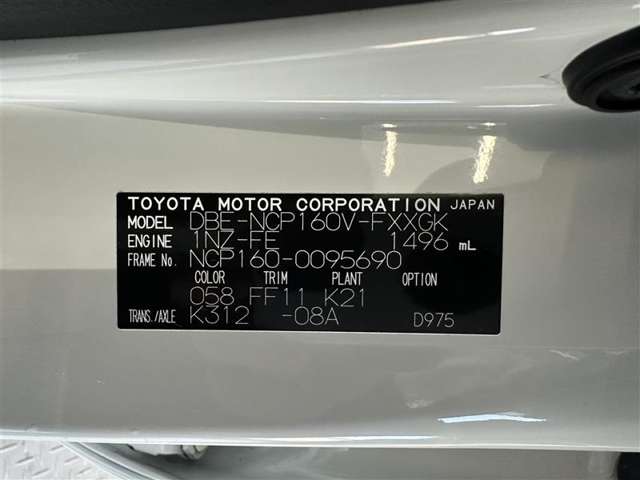 TOYOTA MOTOR CORPORATION JAPAN
MODEL DBE-NCP160V-FXXGK
ENGINE 1NZ-FE 1496 mL
FRAME No. NCP160-0095690
COLOR TRIM PLANT OPTION
058 FF11 K21
TRANS./AXLE K312 -08A D975